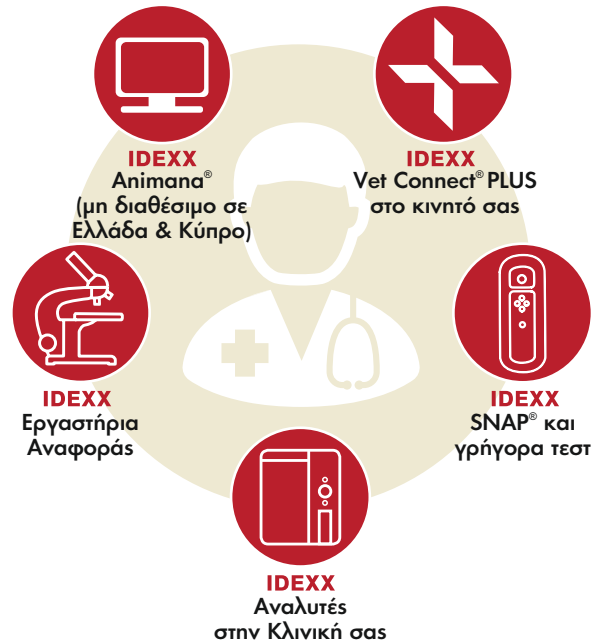 IDEXX
Animana®
(μη διαθέσιμο σε
Ελλάδα & Κύπρο)
IDEXX
Vet Connect® PLUS
στο κινητό σας
IDEXX
Εργαστήρια
Αναφοράς
IDEXX
SNAP® και
γρήγορα τεστ
IDEXX
Αναλυτές
στην Κλινική σας